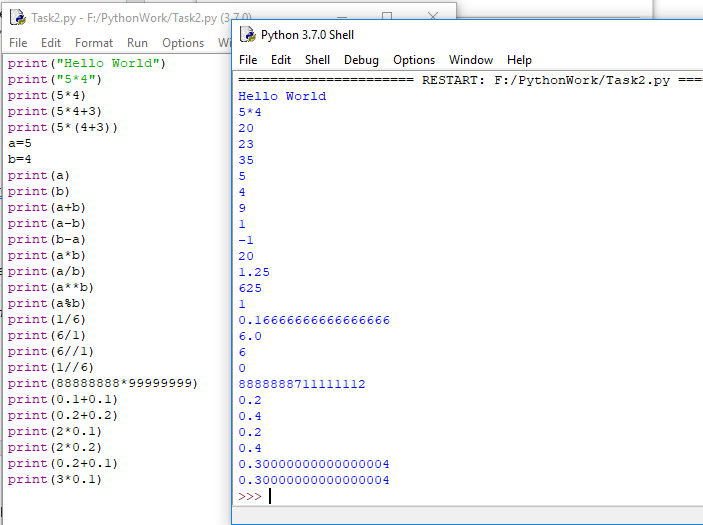 Task2.py - F:/PythonWork/Task2.py (3.7.0)
File Edit Format Run Options
print("Hello World")
print("5*4")
print(5*4)
print(5*4+3)
print(5*(4+3))
a=5
b=4
print(a)
print(b)
print(a+b)
print(a-b)
print(b-a)
print(a*b)
print(a/b)
print(a**b)
print(a%b)
print(1/6)
print(6/1)
print(6//1)
print(1//6)
print(88888888*99999999)
print(0.1+0.1)
print(0.2+0.2)
print(2*0.1)
print(2*0.2)
print(0.2+0.1)
print(3*0.1)
Python 3.7.0 Shell
File Edit Shell Debug Options Window Help
====================== RESTART: F:/PythonWork/Task2.py ===
Hello World
5*4
20
23
35
5
4
9
1
-1
20
1.25
625
1
0.16666666666666666
6.0
6
0
8888888711111112
0.2
0.4
0.2
0.4
0.30000000000000004
0.30000000000000004
>>>